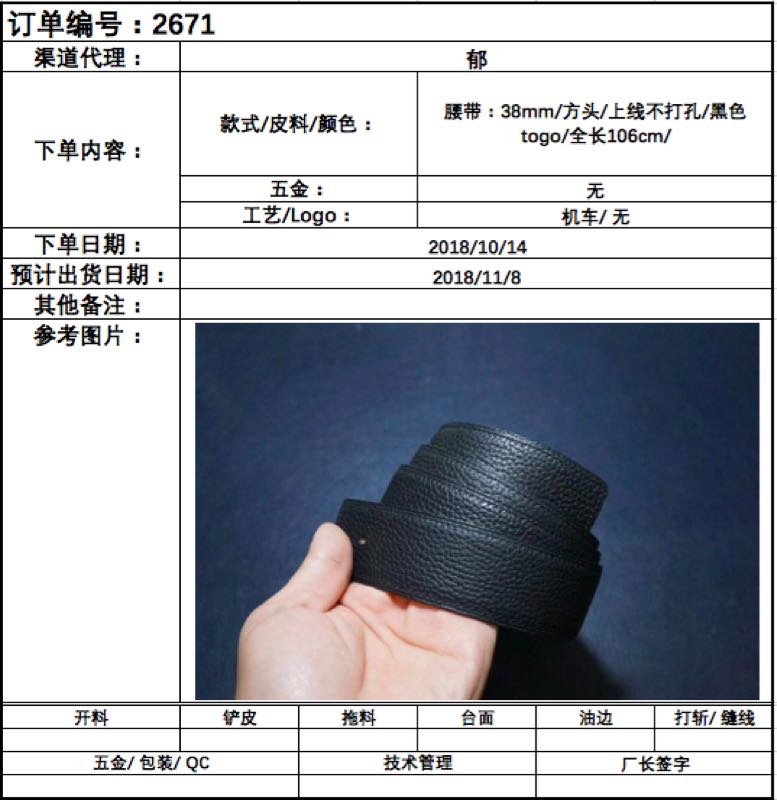 订单编号：2671
渠道代理：
郁
下单内容：
款式/皮料/颜色：
腰带：38mm/方头/上线不打孔/黑色
togo/全长106cm/
五金：
无
工艺/Logo：
机车/ 无
下单日期：
2018/10/14
预计出货日期：
2018/11/8
其他备注：
参考图片：
开料
铲皮
拖料
台面
油边
打斩/ 缝线
五金/ 包装/ QC
技术管理
厂长签字